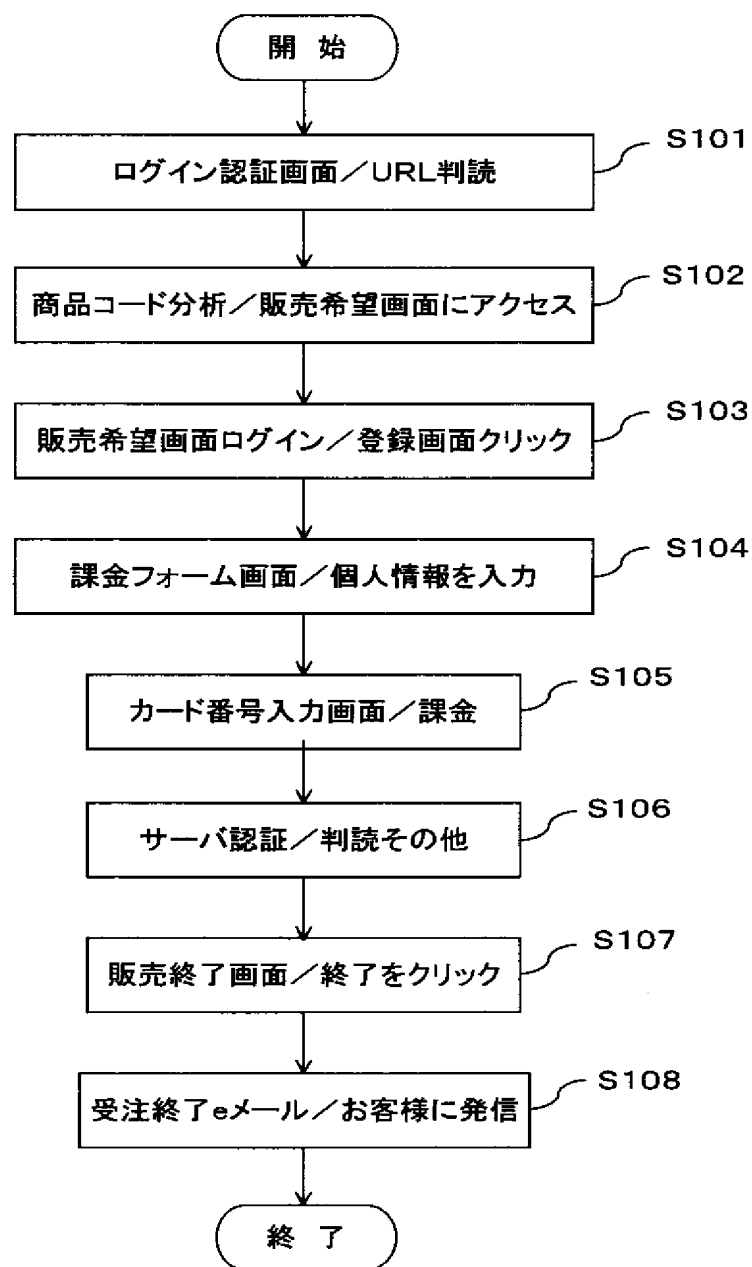 開 始
ログイン認証画面／URL判読
S101
商品コード分析／販売希望画面にアクセス
S102
販売希望画面ログイン／登録画面クリック
S103
課金フォーム画面／個人情報を入力
S104
カード番号入力画面／課金
S105
サーバ認証／判読その他
S106
販売終了画面／終了をクリック
S107
受注終了eメール／お客様に発信
S108
終 了